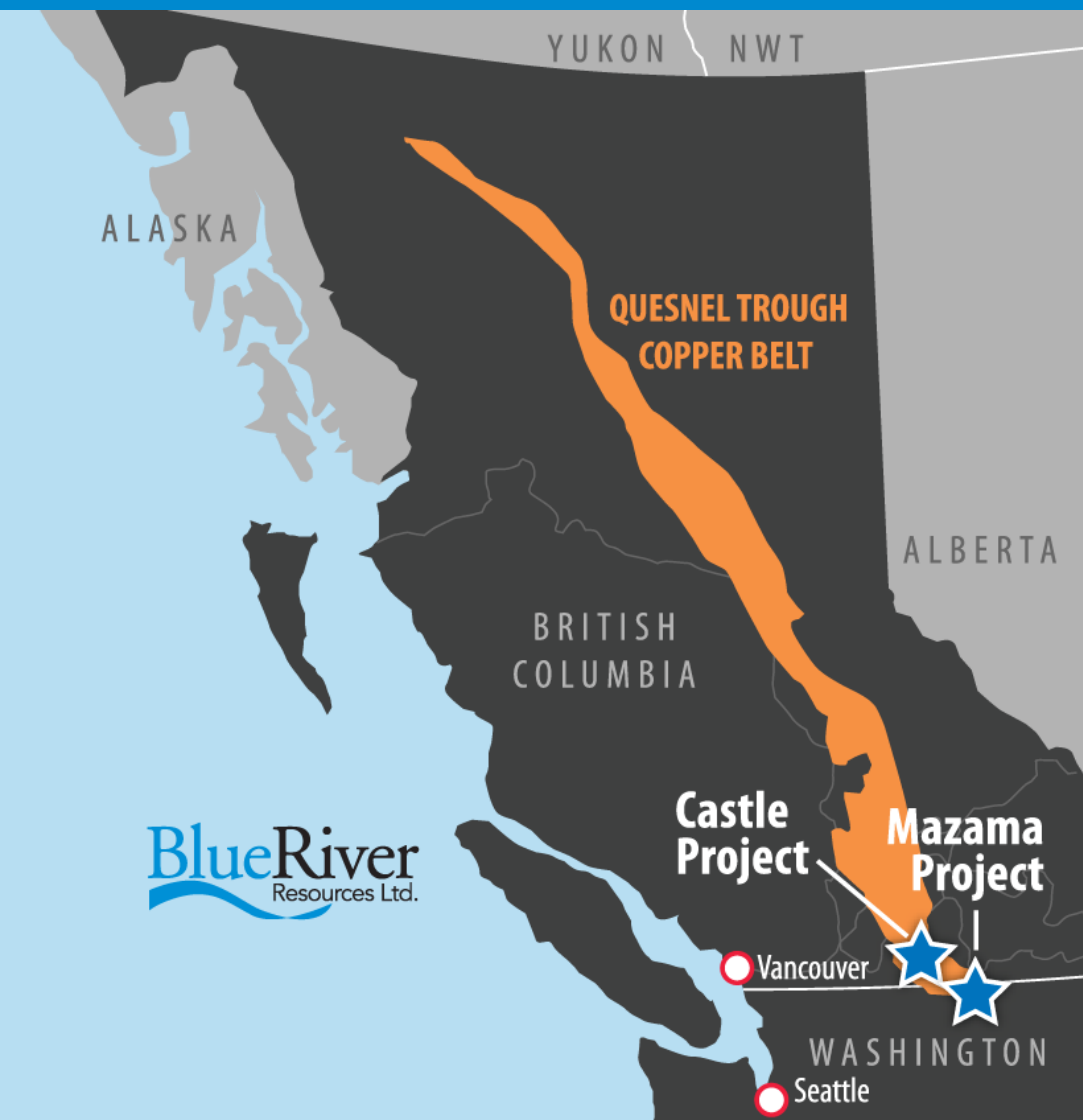 YUKON
NWT
ALASKA
QUESNEL TROUGH
COPPER BELT
ALBERTA
BRITISH
COLUMBIA
Castle
Project
Mazama
Project
BlueRiver
Resources Ltd.
Vancouver
WASHINGTON
Seattle